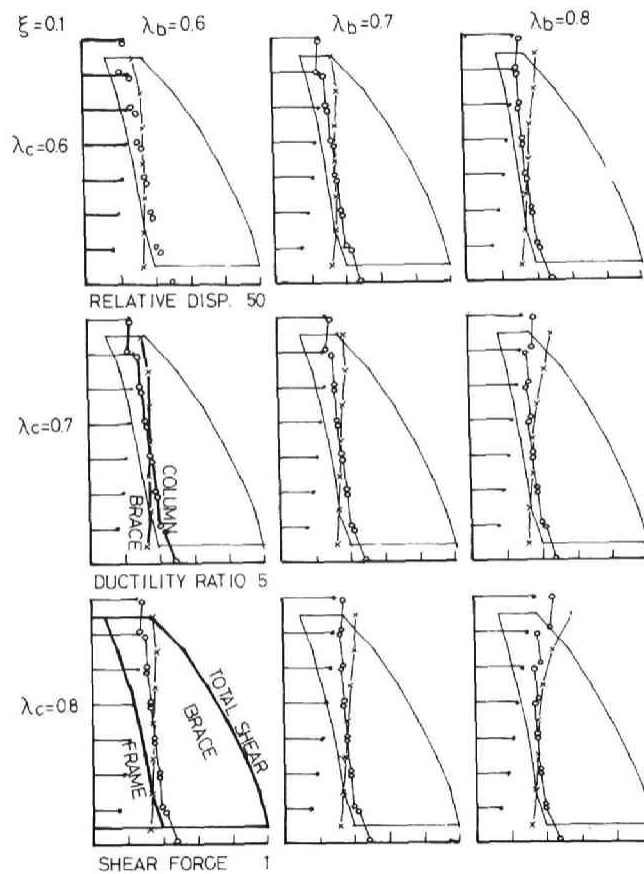 ξ=0.1 λb=0.6 λb=0.7 λb=0.8
λc=0.6
RELATIVE DISP. 50
λc=0.7
BRACE
COLUMN
DUCTILITY RATIO 5
λc=0.8
FRAME
BRACE
TOTAL SHEAR
SHEAR FORCE 1